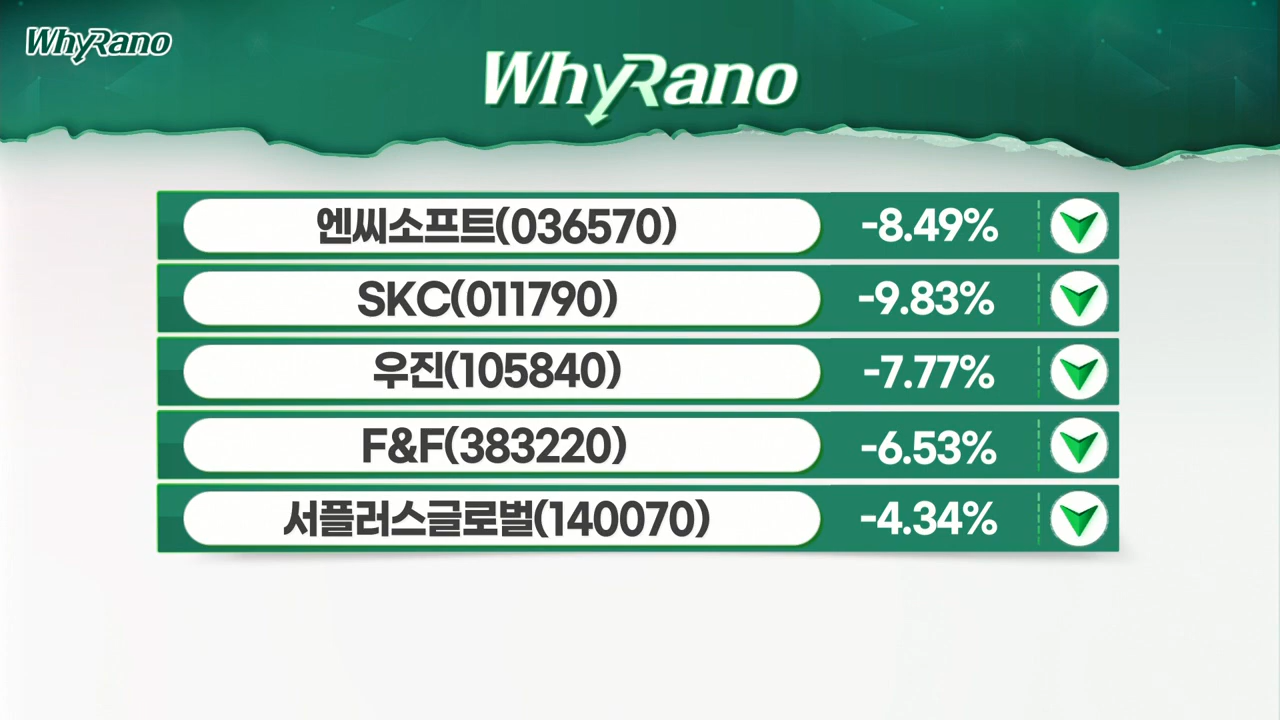 WhyRano
WhyRano
엔씨소프트(036570) -8.49%
SKC(011790) -9.83%
우진(105840) -7.77%
F&F(383220) -6.53%
서플러스글로벌(140070) -4.34%